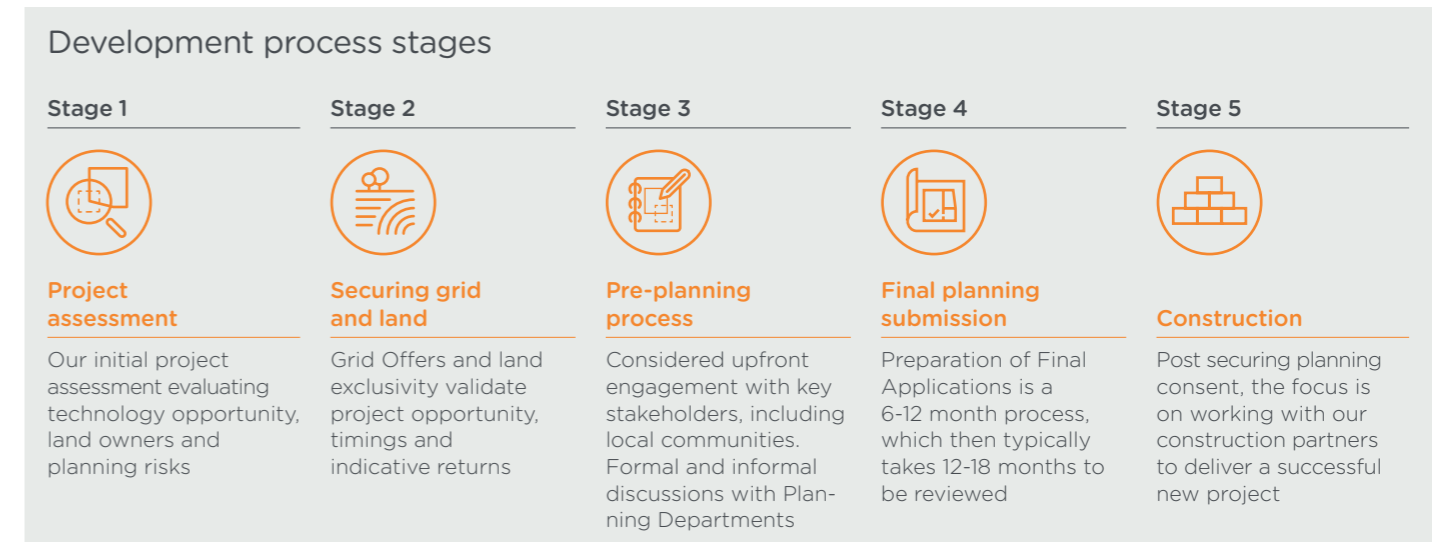 Development process stages
Stage 1
Project
assessment
Our initial project
assessment evaluating
technology opportunity,
land owners and
planning risks
Stage 2
Securing grid
and land
Grid Offers and land
exclusivity validate
project opportunity,
timings and
indicative returns
Stage 3
Pre-planning
process
Considered upfront
engagement with key
stakeholders, including
local communities.
Formal and informal
discussions with Plan-
ning Departments
Stage 4
Final planning
submission
Preparation of Final
Applications is a
6-12 month process,
which then typically
takes 12-18 months to
be reviewed
Stage 5
Construction
Post securing planning
consent, the focus is
on working with our
construction partners
to deliver a successful
new project